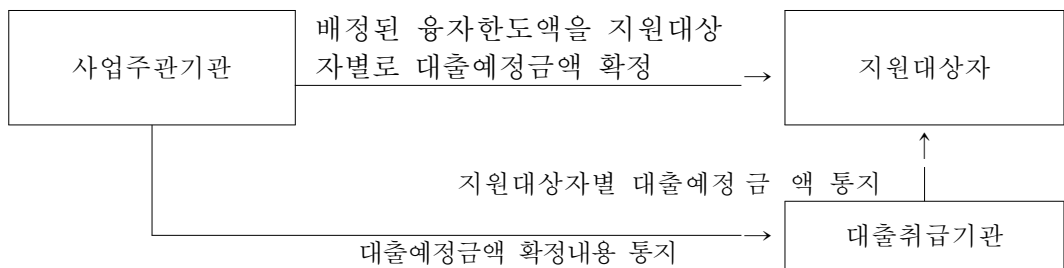 사업주관기관
배정된 융자한도액을 지원대상
자별로 대출예정금액 확정
지원대상자
지원대상자별 대출예정 금 액 통지
대출취급기관
대출예정금액 확정내용 통지